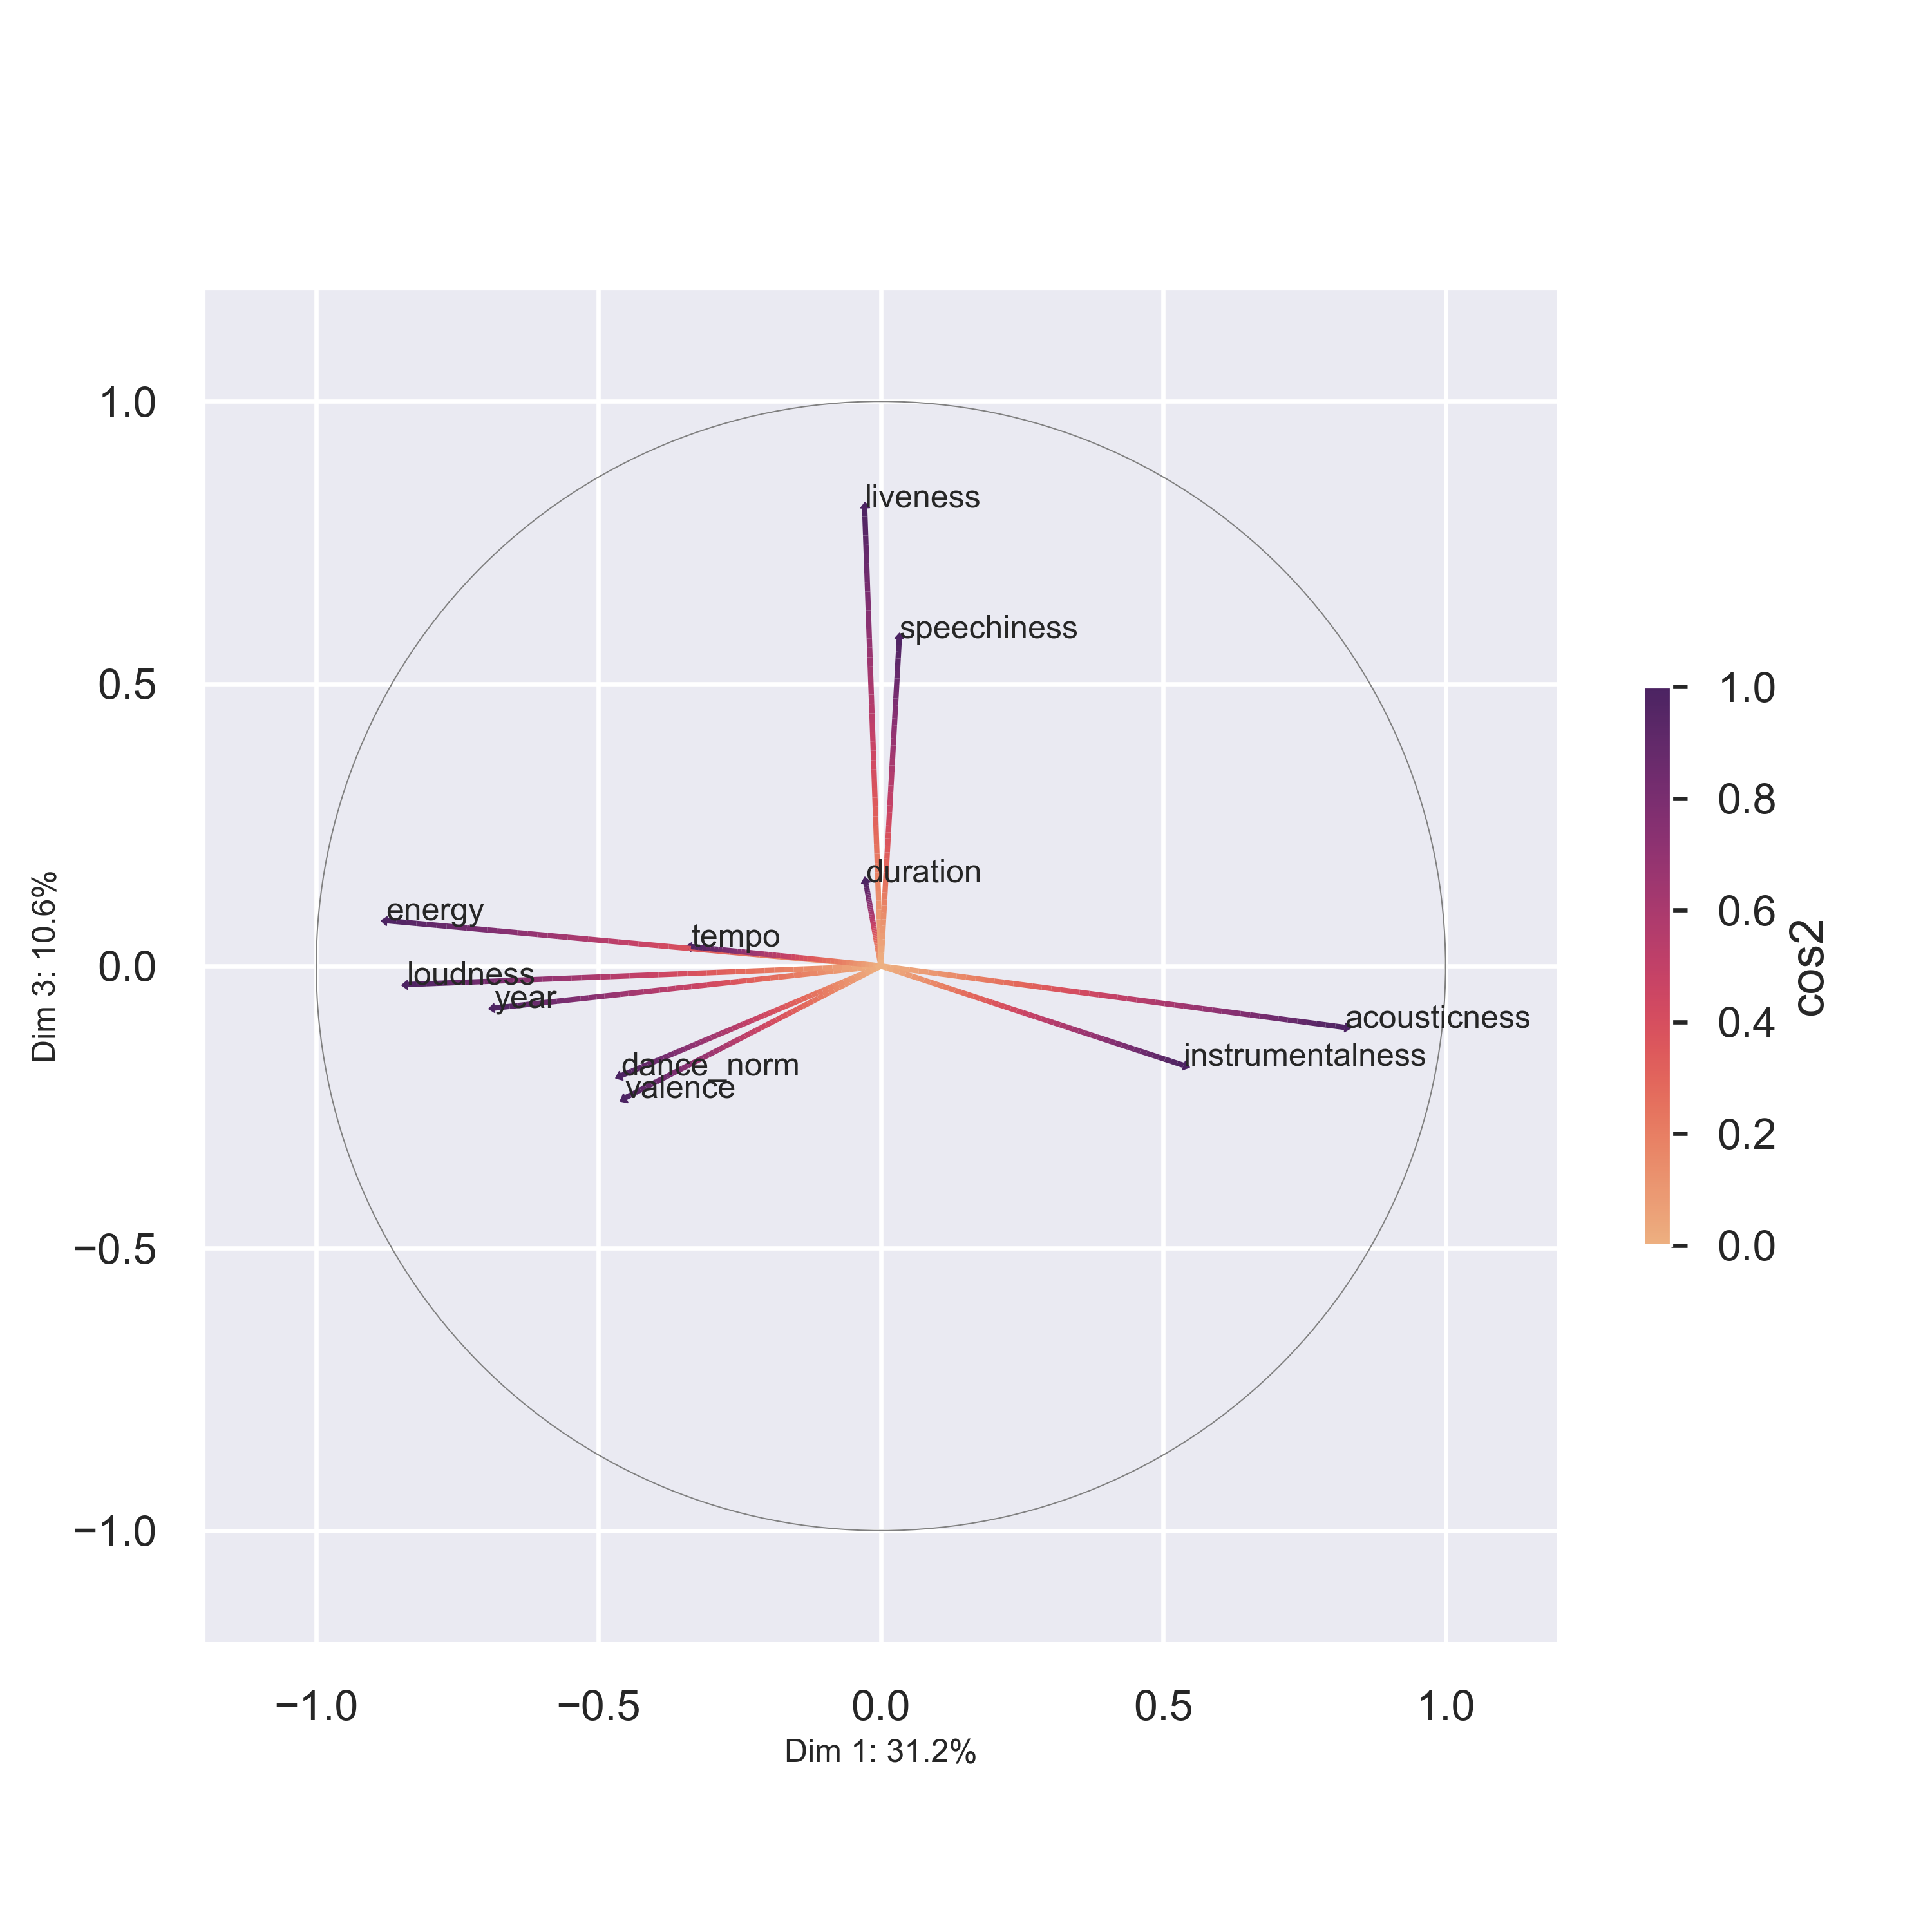 1.0
0.5
0.0
−0.5
−1.0
Dim 3: 10.6%
liveness
speechiness
duration
energy
tempo
loudness
year
acousticness
instrumentalness
dance_norm
valence
−1.0
−0.5
0.0
0.5
1.0
Dim 1: 31.2%
1.0
0.8
0.6
0.4
0.2
0.0
cos2